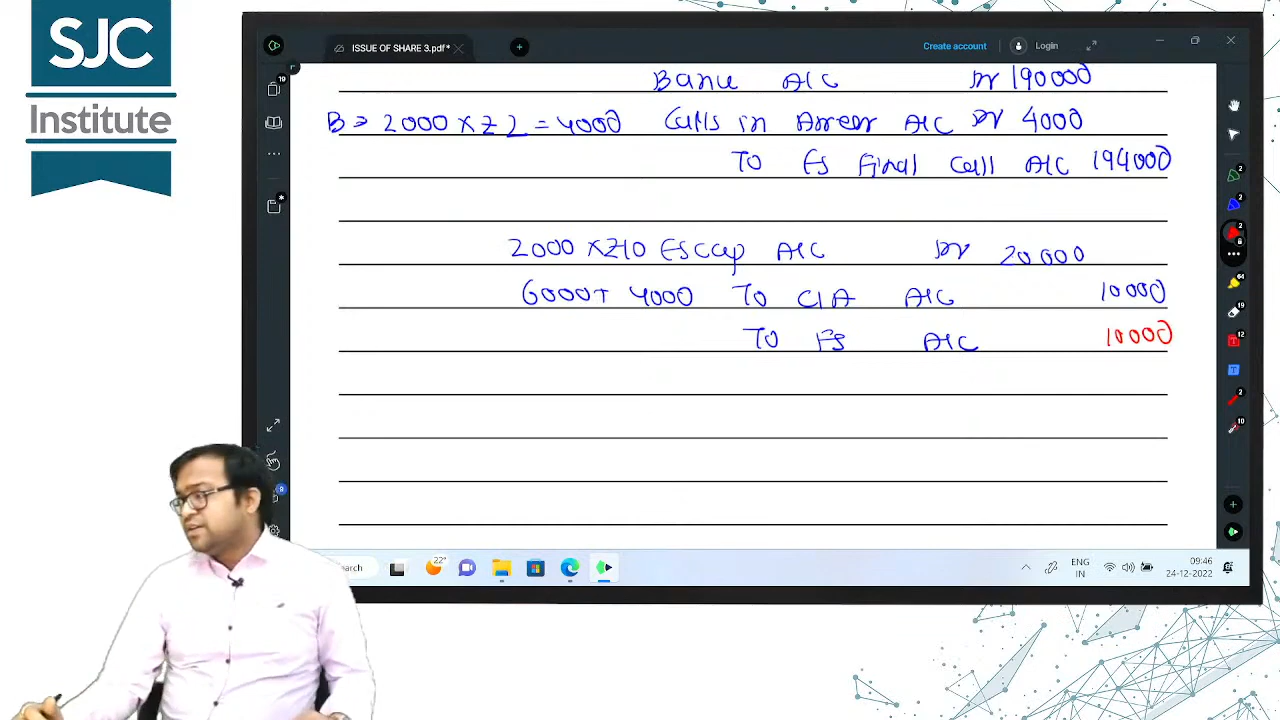 SJC
Institute
ISSUE OF SHARE 3.pdf*
Create account
Login
Bank A/C Dr 190000
B => 2000 x ₹ 2 = 4000 Calls in Arrear A/C Dr 4000
To ES Final Call A/C 194000
2000 x ₹10 ES Cap A/C Dr 20000
6000+ 4000 To CIA A/C 10000
To FS A/C 10000
earch
22°
ENG
IN
09:46
24-12-2022